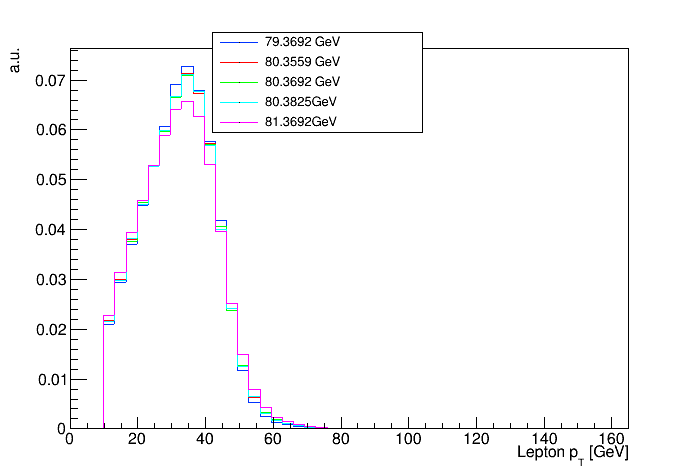 a.u.
79.3692 GeV
80.3559 GeV
80.3692 GeV
80.3825GeV
81.3692GeV
0.07
0.06
0.05
0.04
0.03
0.02
0.01
0
0 20 40 60 80 100 120 140 160
Lepton p_T [GeV]